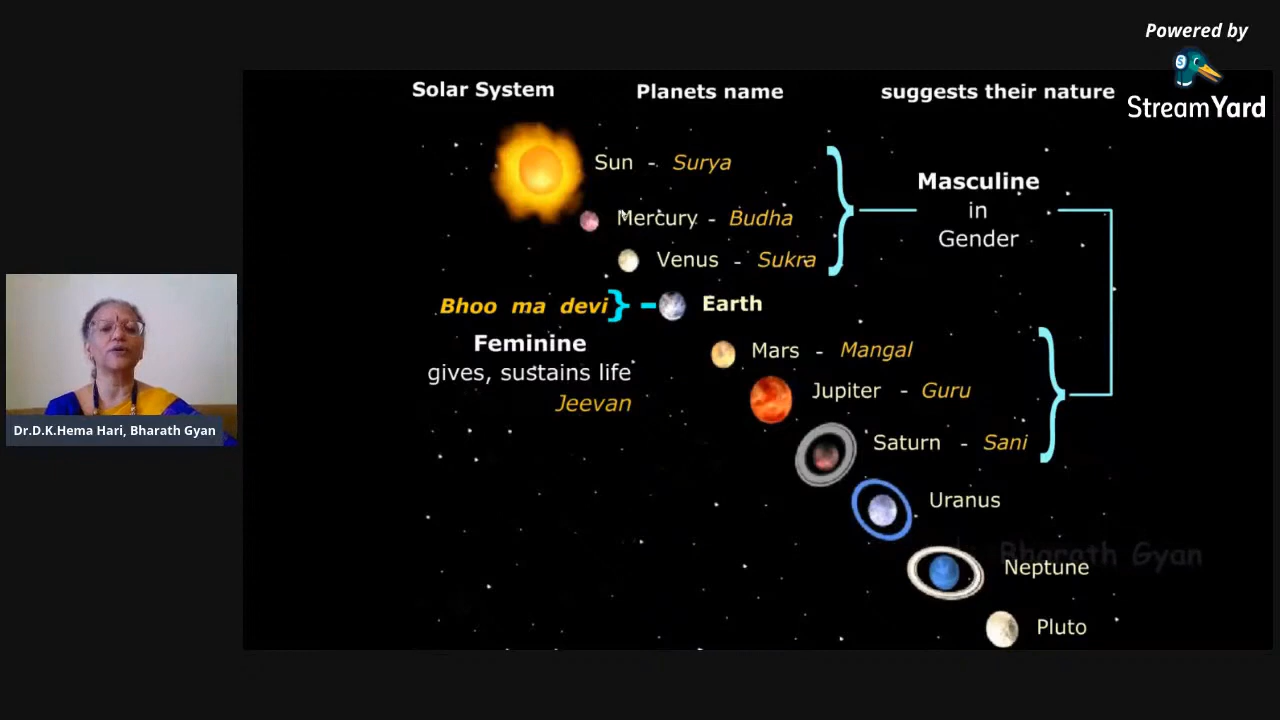 Powered by
StreamYard
Solar System Planets name suggests their nature
Sun - Surya
Masculine
in
Gender
Mercury - Budha
Venus - Sukra
Bhoo ma devi Earth
Feminine
gives, sustains life
Jeevan
Mars - Mangal
Jupiter - Guru
Saturn - Sani
Uranus
Bharath Gyan
Neptune
Pluto
Dr.D.K.Hema Hari, Bharath Gyan